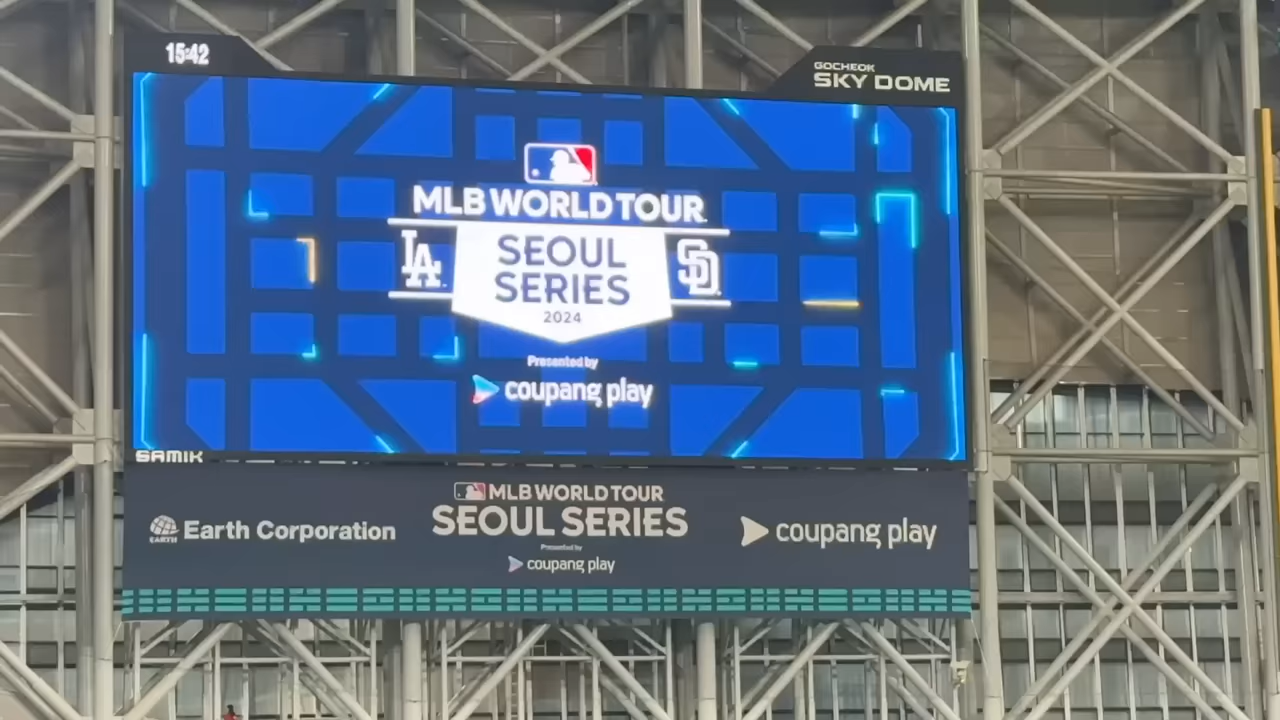 15:42
GOCHEOK
SKY DOME
MLB WORLD TOUR
LA
SEOUL
SERIES
2024
SD
Presented by
coupang play
SAMIK
MLB WORLD TOUR
SEOUL SERIES
Presented by
coupang play
EARTH
Earth Corporation
coupang play